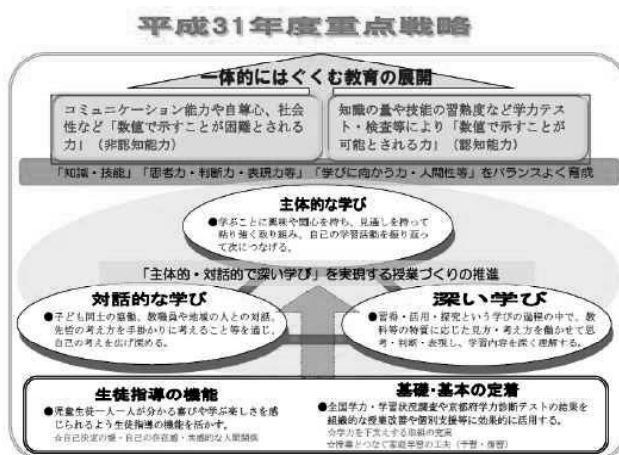 平成31年度重点戦略
一体的にはぐくむ教育の展開
コミュニケーション能力や自尊心、社会
性など「数値で示すことが困難とされる
力」（非認知能力）
知識の量や技能の習熟度など学力テス
ト・検査等により「数値で示すことが
可能とされる力」（認知能力）
「知識・技能」「思考力・判断力・表現力等」「学びに向かう力・人間性等」をバランスよく育成
主体的な学び
●学ぶことに興味や関心を持ち、見通しを持って
粘り強く取り組み、自己の学習活動を振り返っ
て次につなげる。
「主体的・対話的で深い学び」を実現する授業づくりの推進
対話的な学び
●子ども同士の協働、教職員や地域の人との対話、
先哲の考え方を手掛かりに考えること等を通じ、
自己の考えを広げ深める。
深い学び
●習得・活用・探究という学びの過程の中で、教
科等の特質に応じた見方・考え方を働かせて思
考・判断・表現し、学習内容を深く理解する。
生徒指導の機能
●児童生徒一人一人が分かる喜びや学ぶ楽しさを感
じられるよう生徒指導の機能を活かす。
☆自己決定の場・自己の存在感・共感的な人間関係
基礎・基本の定着
●全国学力・学習状況調査や京都府学力診断テストの結果を
組織的な授業改善や個別支援等に効果的に活用する。
☆学力を下支えする取組の充実
☆授業とつなぐ家庭学習の工夫（予習・復習）